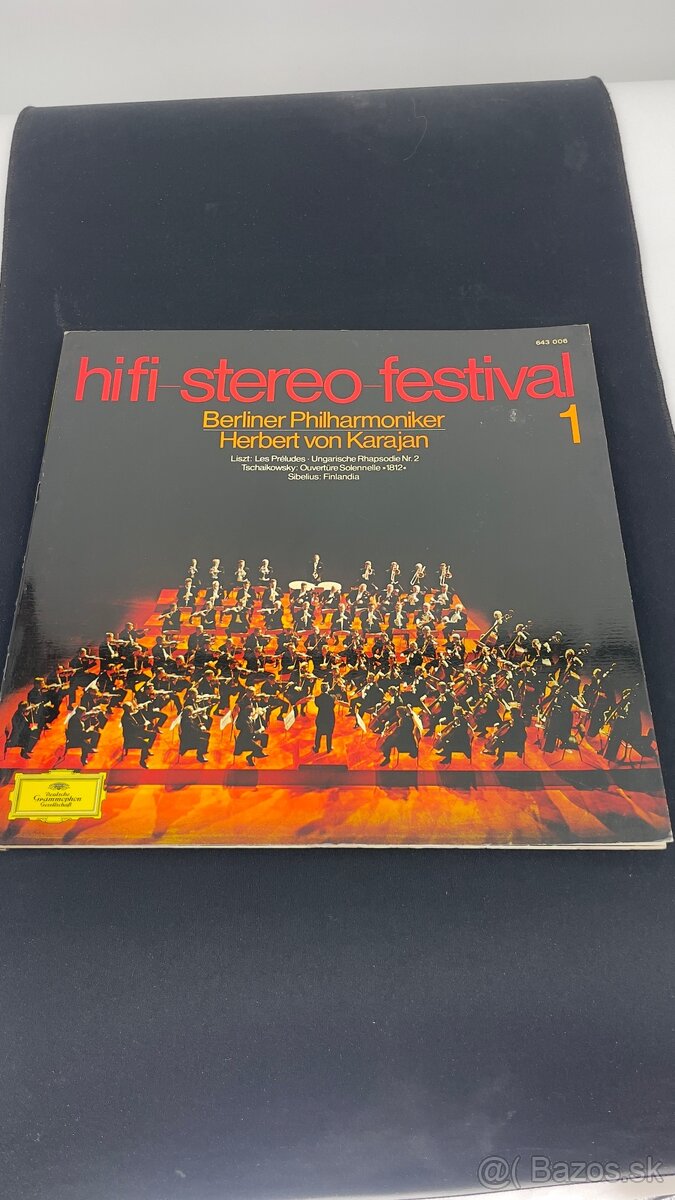 643 006
hifi-stereo-festival
1
Berliner Philharmoniker
Herbert von Karajan
Liszt: Les Préludes · Ungarische Rhapsodie Nr. 2
Tschaikowsky: Ouvertüre Solennelle »1812«
Sibelius: Finlandia
Deutsche
Grammophon
Gesellschaft
@( Bazos.sk